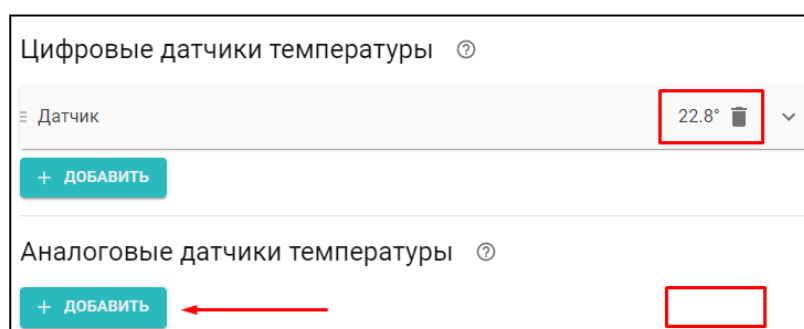 Цифровые датчики температуры ?
Датчик 22.8°
+ ДОБАВИТЬ
Аналоговые датчики температуры ?
+ ДОБАВИТЬ